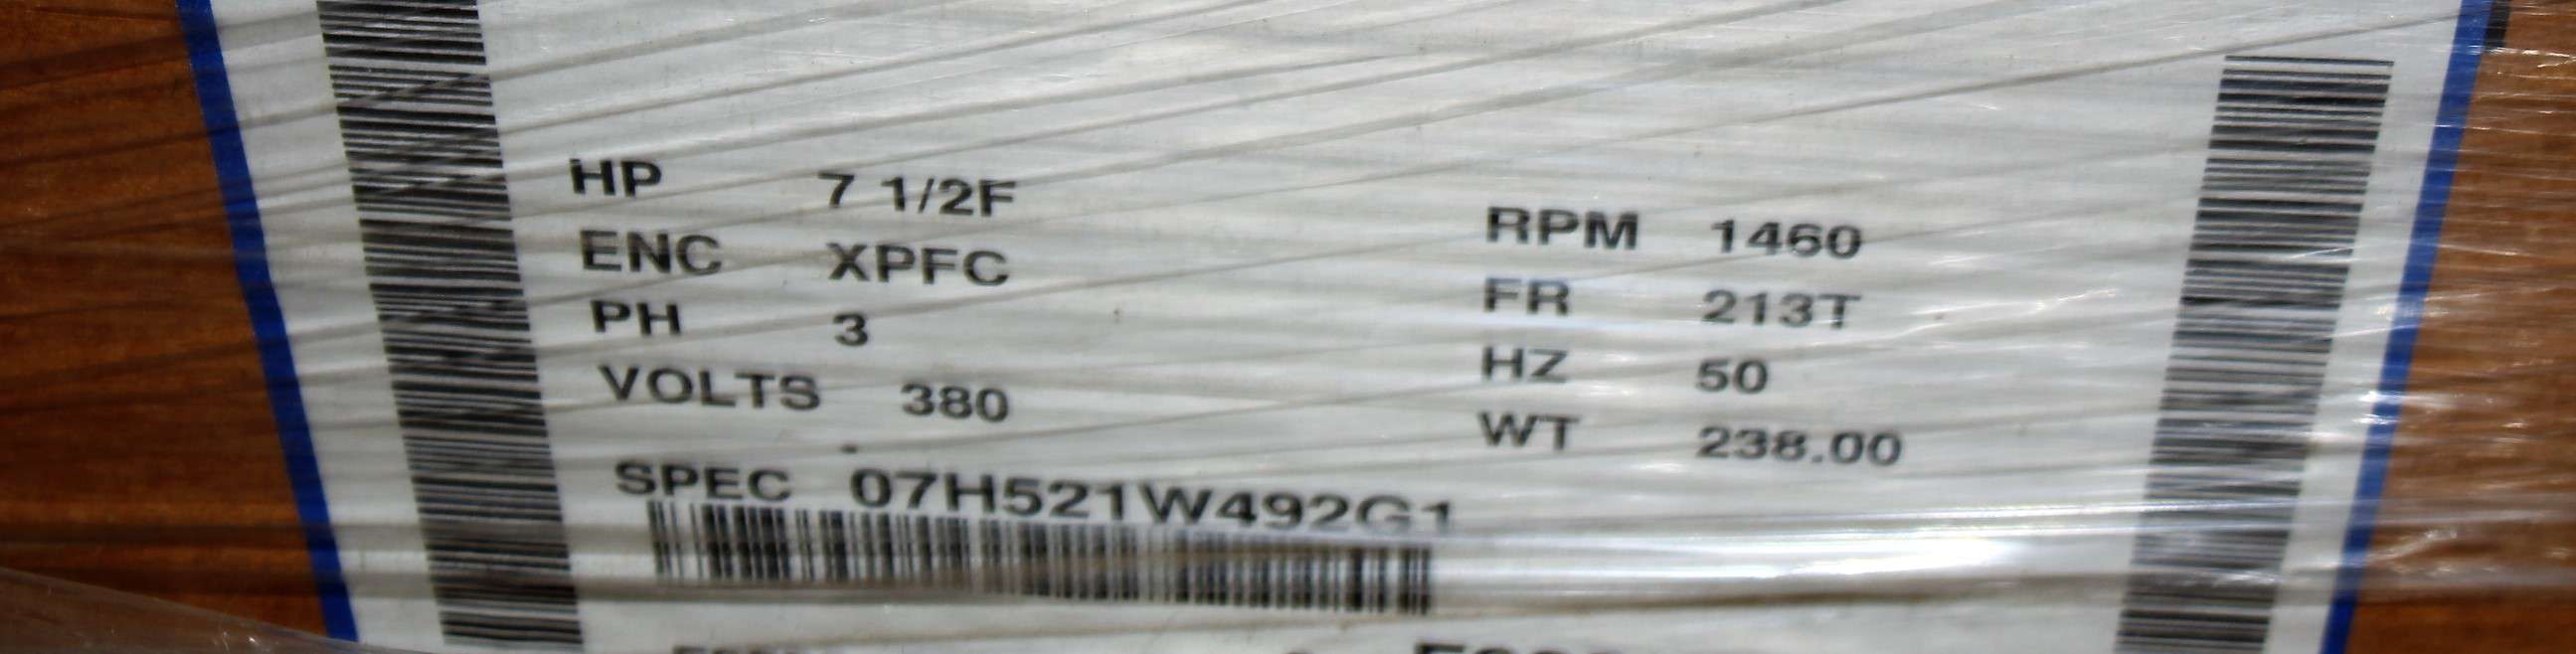 HP 7 1/2F RPM 1460
ENC XPFC FR 213T
PH 3 HZ 50
VOLTS 380 WT 238.00
SPEC 07H521W492G1